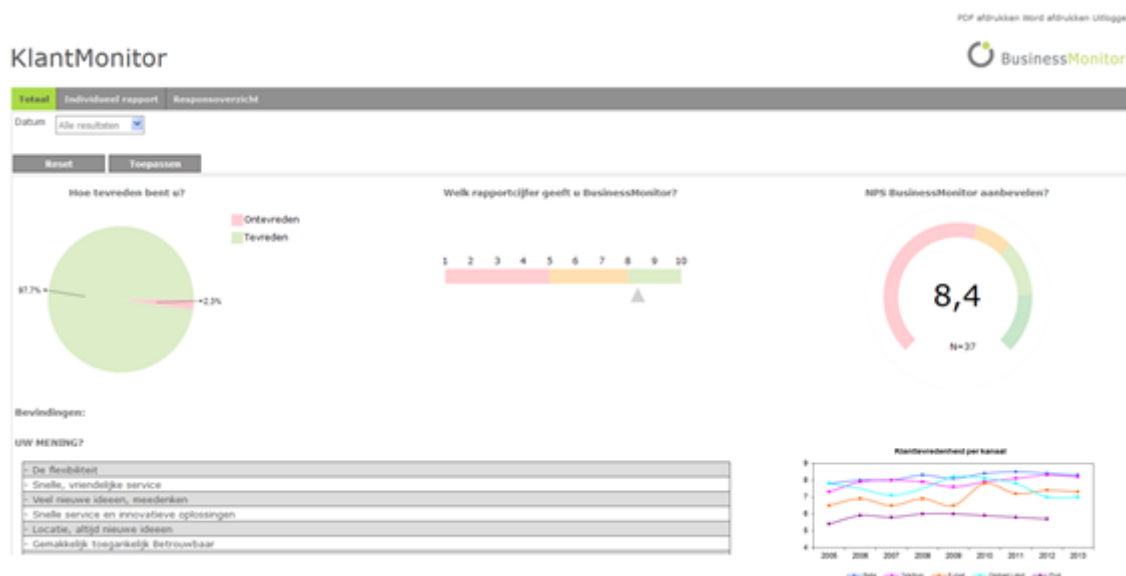 PDF afdrukken Word afdrukken Uitlogge
KlantMonitor
BusinessMonitor
Totaal Individueel rapport Responsoverzicht
Datum Alle resultaten
Reset Toepassen
Hoe tevreden bent u?
Ontevreden
Tevreden
97,7%
2,3%
Welk rapportcijfer geeft u BusinessMonitor?
1 2 3 4 5 6 7 8 9 10
NPS BusinessMonitor aanbevelen?
8,4
N=37
Bevindingen:
UW MENING?
- De flexibiliteit
- Snelle, vriendelijke service
- Veel nieuwe ideeen, meedenken
- Snelle service en innovatieve oplossingen
- Locatie, altijd nieuwe ideeen
- Gemakkelijk toegankelijk Betrouwbaar
Klanttevredenheid per kanaal
9
8
7
6
5
4
2005 2006 2007 2008 2009 2010 2011 2012 2013